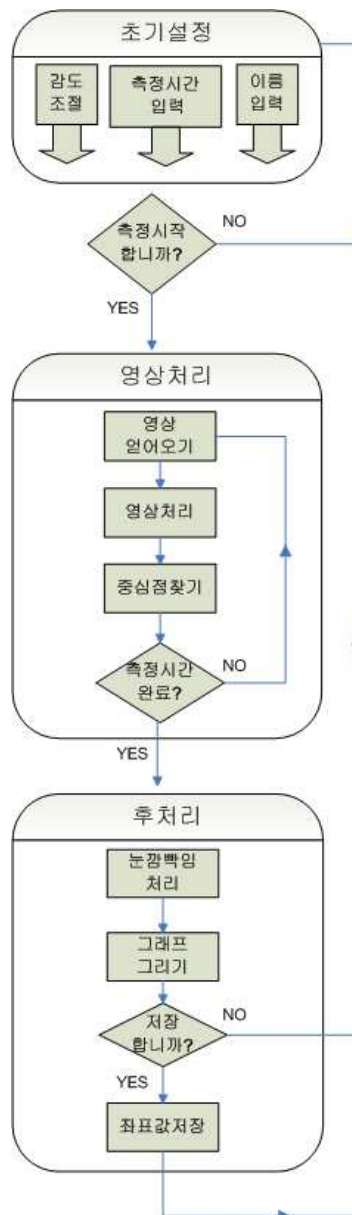 초기설정
감도
조절
측정시간
입력
이름
입력
측정시작
합니까?
NO
YES
영상처리
영상
얻어오기
영상처리
중심점찾기
측정시간
완료?
NO
YES
후처리
눈깜빡임
처리
그래프
그리기
저장
합니까?
NO
YES
좌표값저장